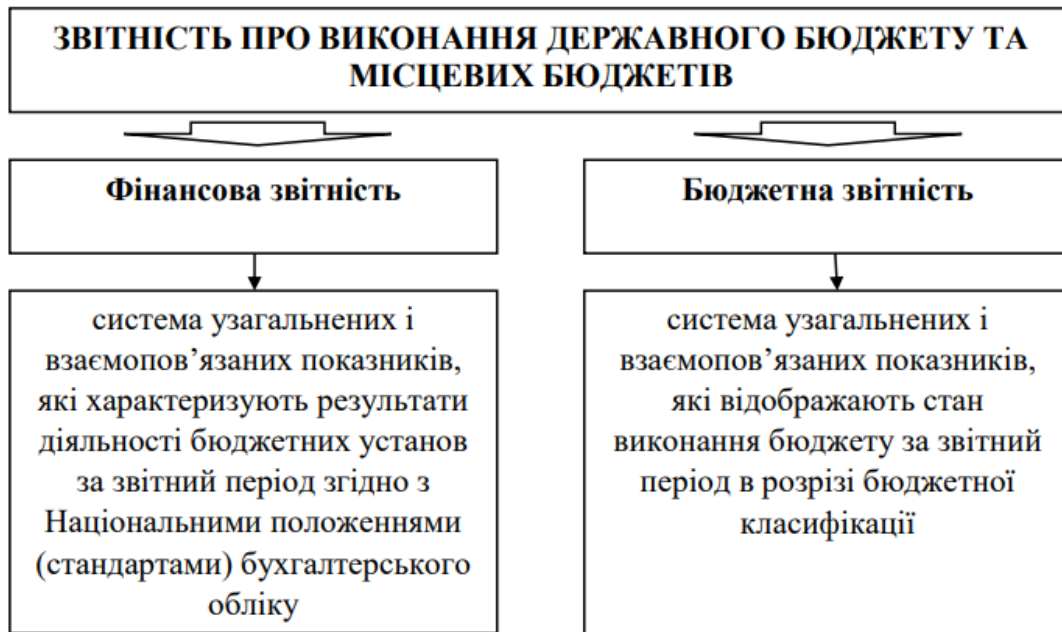 ЗВІТНІСТЬ ПРО ВИКОНАННЯ ДЕРЖАВНОГО БЮДЖЕТУ ТА
МІСЦЕВИХ БЮДЖЕТІВ
Фінансова звітність
система узагальнених і
взаємопов’язаних показників,
які характеризують результати
діяльності бюджетних установ
за звітний період згідно з
Національними положеннями
(стандартами) бухгалтерського
обліку
Бюджетна звітність
система узагальнених і
взаємопов’язаних показників,
які відображають стан
виконання бюджету за звітний
період в розрізі бюджетної
класифікації